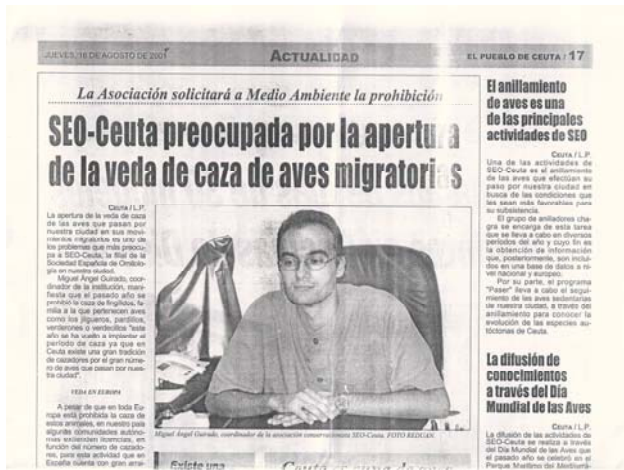 JUEVES, 16 DE AGOSTO DE 2001
ACTUALIDAD
EL PUEBLO DE CEUTA / 17
La Asociación solicitará a Medio Ambiente la prohibición
SEO-Ceuta preocupada por la apertura
de la veda de caza de aves migratorias
CEUTA / L.P.
La apertura de la veda de caza
de las aves que pasan por
nuestra ciudad en sus movi-
mientos migratorios es uno de
los problemas que más preocu-
pa a SEO-Ceuta, la filial de la
Sociedad Española de Ornitolo-
gía en nuestra ciudad.
Miguel Ángel Guirado, coor-
dinador de la institución, mani-
fiesta que el pasado año se
prohibió la caza de fringílidos, fa-
milia a la que pertenecen aves
como los jilgueros, pardillos,
verderones o verdecillos "este
año se ha vuelto a implantar el
período de caza ya que en
Ceuta existe una gran tradición
de cazadores por el gran núme-
ro de aves que pasan por nues-
tra ciudad".
VEDA EN EUROPA
A pesar de que en toda Eu-
ropa está prohibida la caza de
estos animales, en nuestro país
algunas comunidades autóno-
mas extienden licencias, en
función del número de cazado-
res, para esta actividad que en
España cuenta con gran arrai-
Miguel Ángel Guirado, coordinador de la asociación conservacionista SEO-Ceuta. FOTO REDUAN
Existe una
Ceuta es zona de paso
El anillamiento
de aves es una
de las principales
actividades de SEO
CEUTA / L.P.
Una de las actividades de
SEO-Ceuta es el anillamiento
de las aves que efectúan su
paso por nuestra ciudad en
busca de las condiciones que
les sean más favorables para
su subsistencia.
El grupo de anilladores cha-
gra se encarga de esta tarea
que se lleva a cabo en diversos
períodos del año y cuyo fin es
la obtención de información
que, posteriormente, son inclui-
dos en una base de datos a ni-
vel nacional y europeo.
Por su parte, el programa
"Paser" lleva a cabo el segui-
miento de las aves sedentarias
de nuestra ciudad, a través del
anillamiento para conocer la
evolución de las especies au-
tóctonas de Ceuta.
La difusión de
conocimientos
a través del Día
Mundial de las Aves
CEUTA / L.P.
La difusión de las actividades de
SEO-Ceuta se realiza a través
del Día Mundial de las Aves que
el pasado año se celebró en el
Parque Marítimo del Mediterrá-